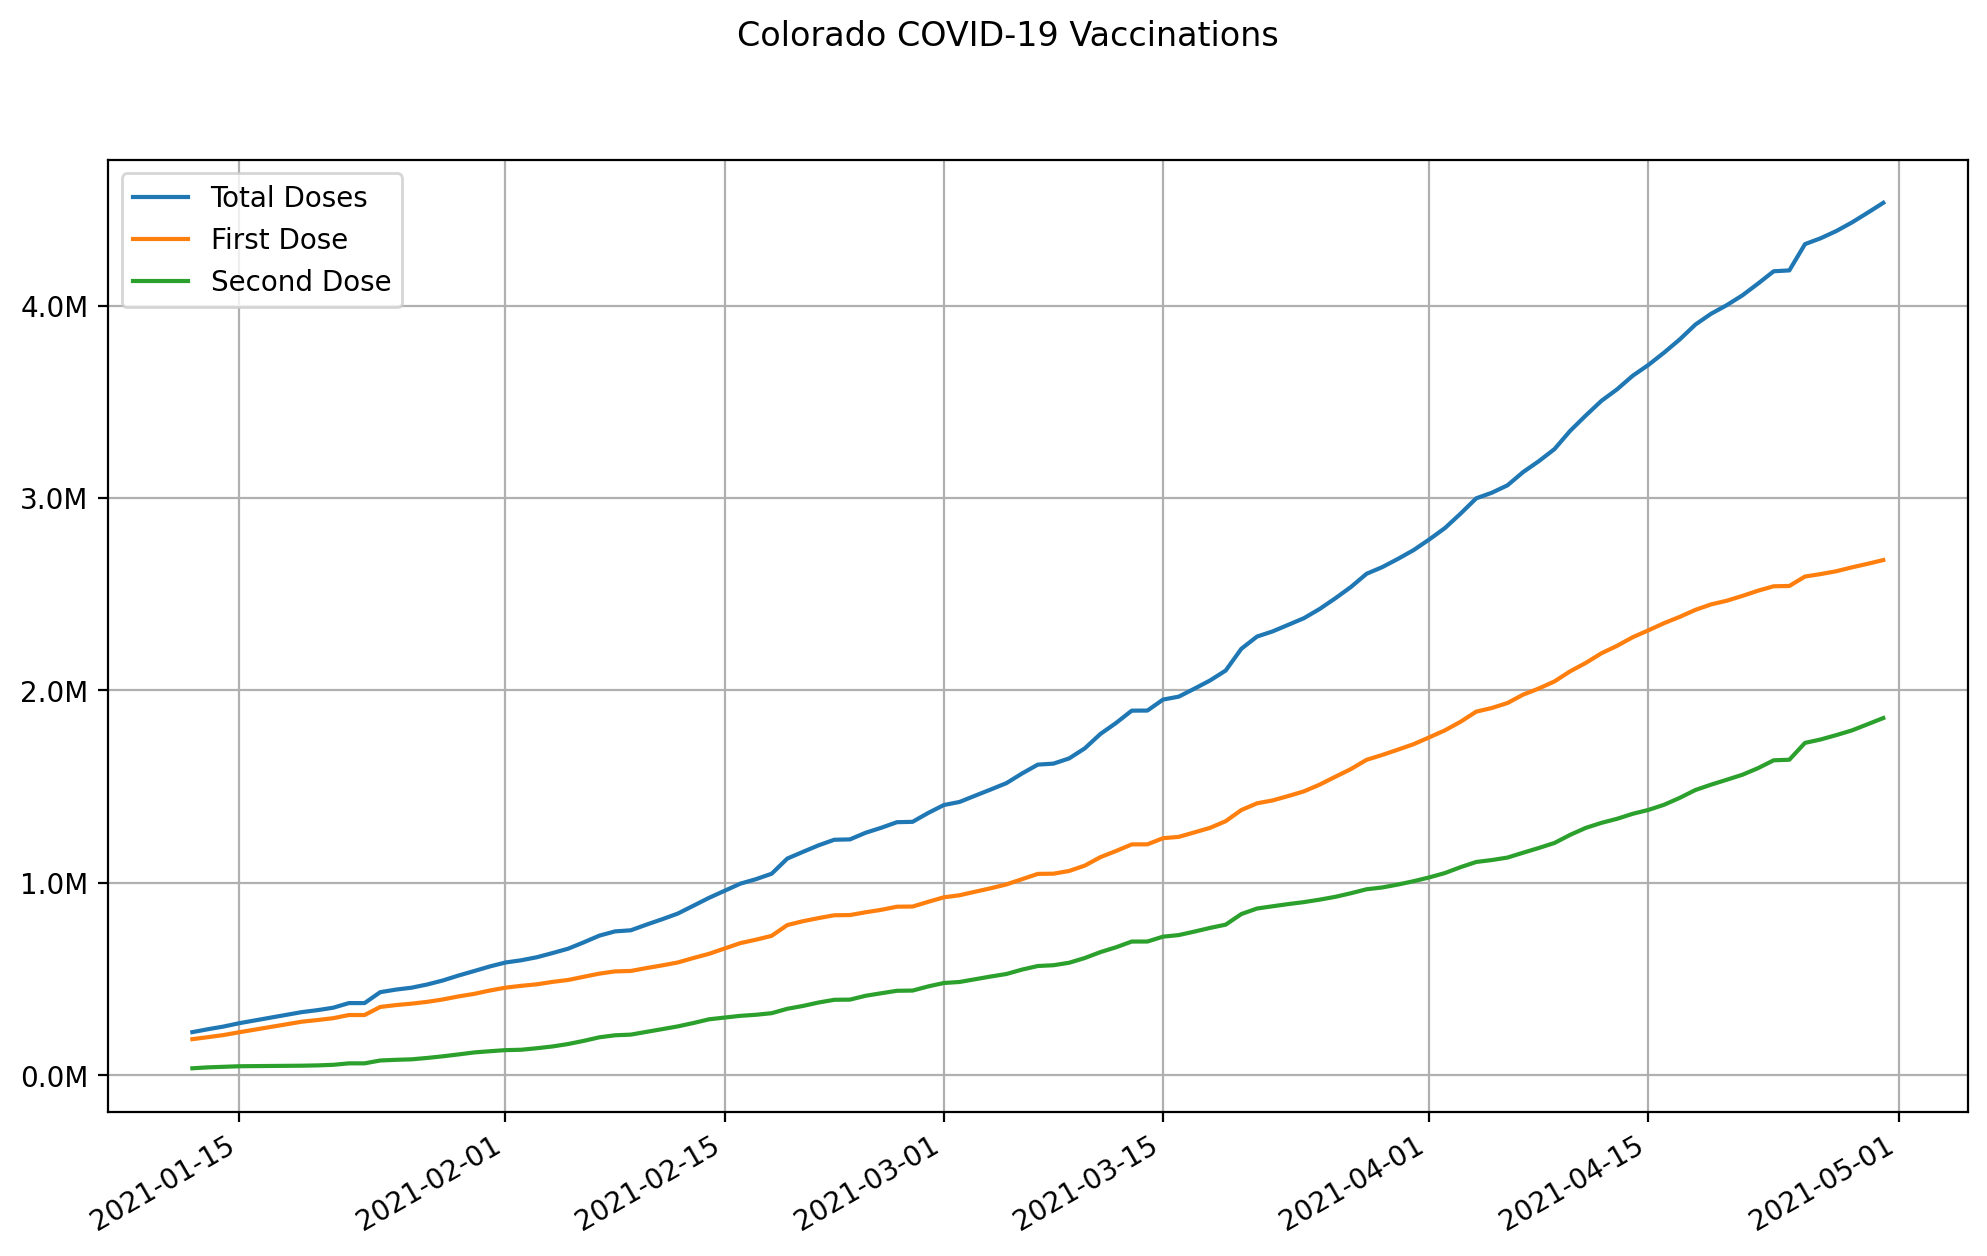 Colorado COVID-19 Vaccinations
Total Doses
First Dose
Second Dose
4.0M
3.0M
2.0M
1.0M
0.0M
2021-01-15
2021-02-01
2021-02-15
2021-03-01
2021-03-15
2021-04-01
2021-04-15
2021-05-01